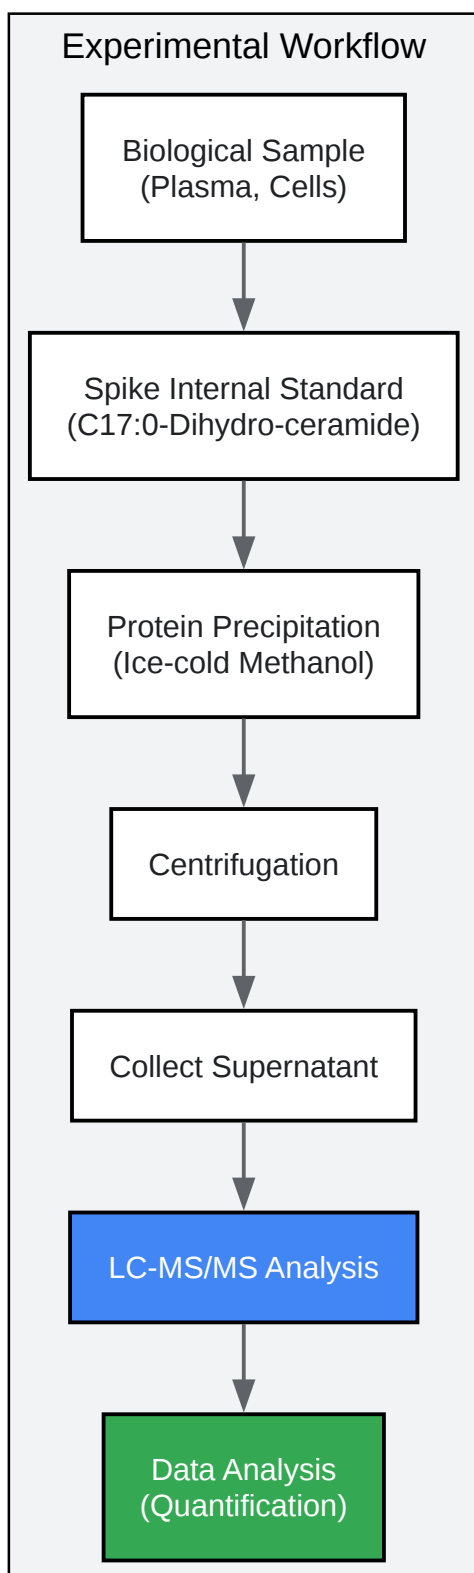 Experimental Workflow
Biological Sample
(Plasma, Cells)
Spike Internal Standard
(C17:0-Dihydro-ceramide)
Protein Precipitation
(Ice-cold Methanol)
Centrifugation
Collect Supernatant
LC-MS/MS Analysis
Data Analysis
(Quantification)